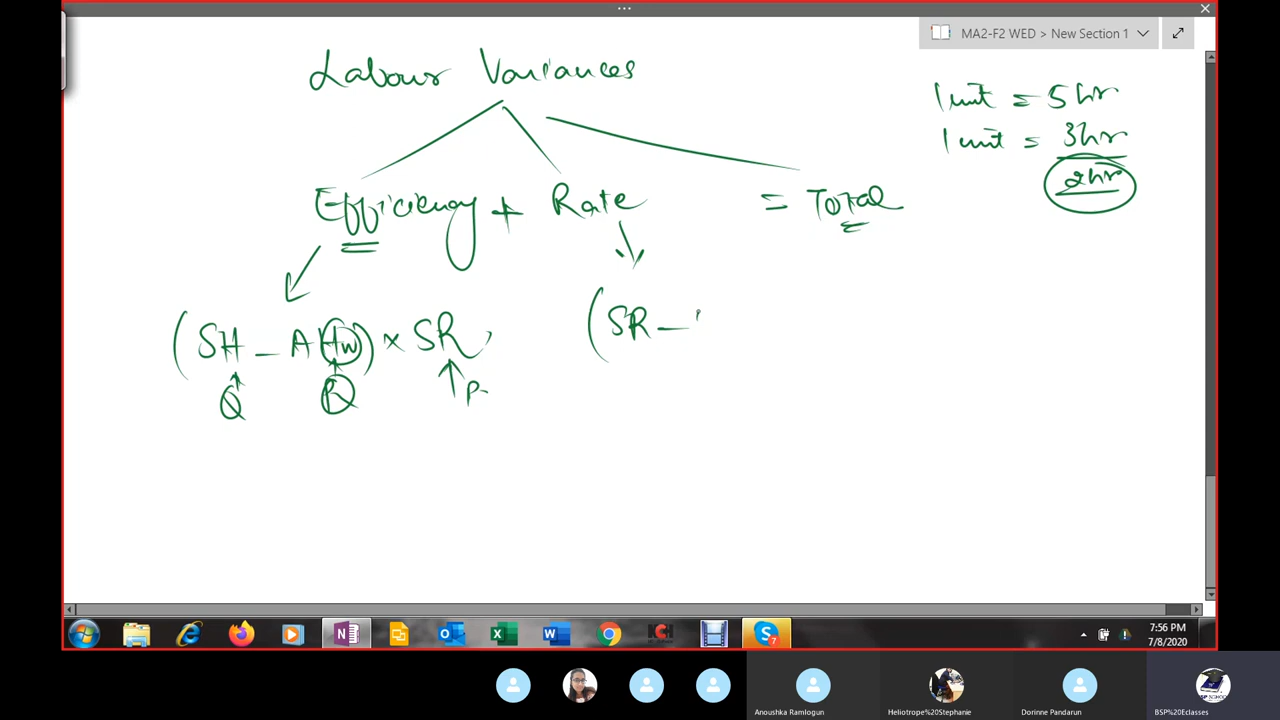 MA2-F2 WED > New Section 1
Labour Variances
1 unit = 5 hr
1 unit = 3 hr
2 hr
Efficiency + Rate = Total
(SH - AHw) × SR
(SR -
Q
P
7:56 PM
7/8/2020
7
Anoushka Ramlogun
Heliotrope%20Stephanie
Dorinne Pandarun
BSP%20Eclasses